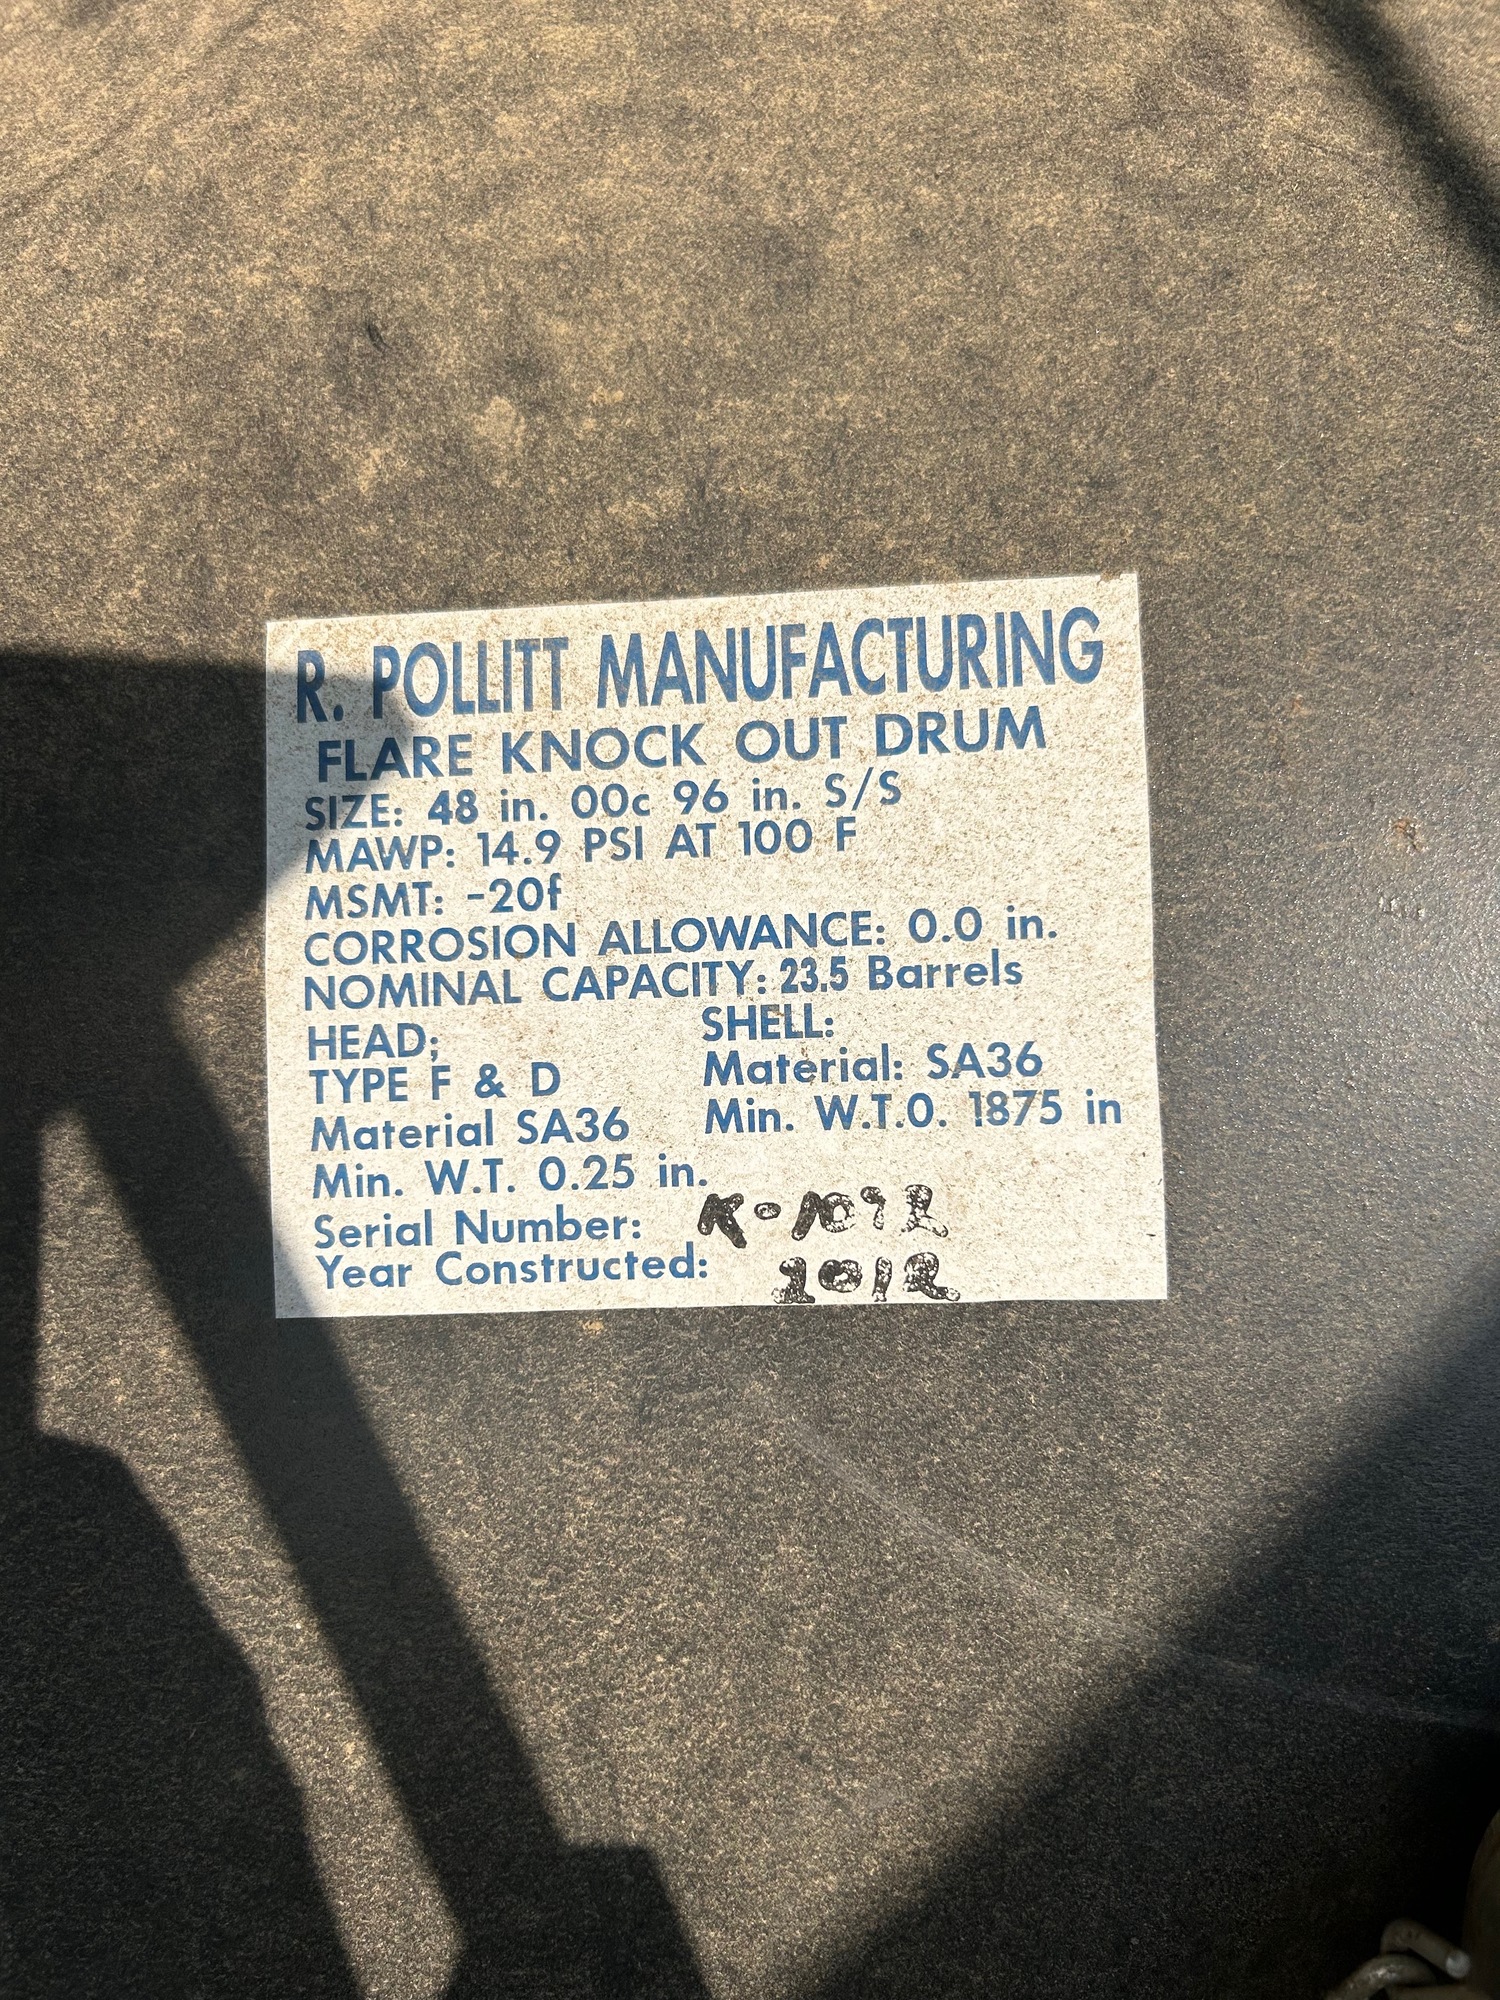 R. POLLITT MANUFACTURING
FLARE KNOCK OUT DRUM
SIZE: 48 in. 00c 96 in. S/S
MAWP: 14.9 PSI AT 100 F
MSMT: -20f
CORROSION ALLOWANCE: 0.0 in.
NOMINAL CAPACITY: 23.5 Barrels
HEAD;
TYPE F & D
Material SA36
Min. W.T. 0.25 in.
SHELL:
Material: SA36
Min. W.T.0. 1875 in
Serial Number: K-1092
Year Constructed: 2012